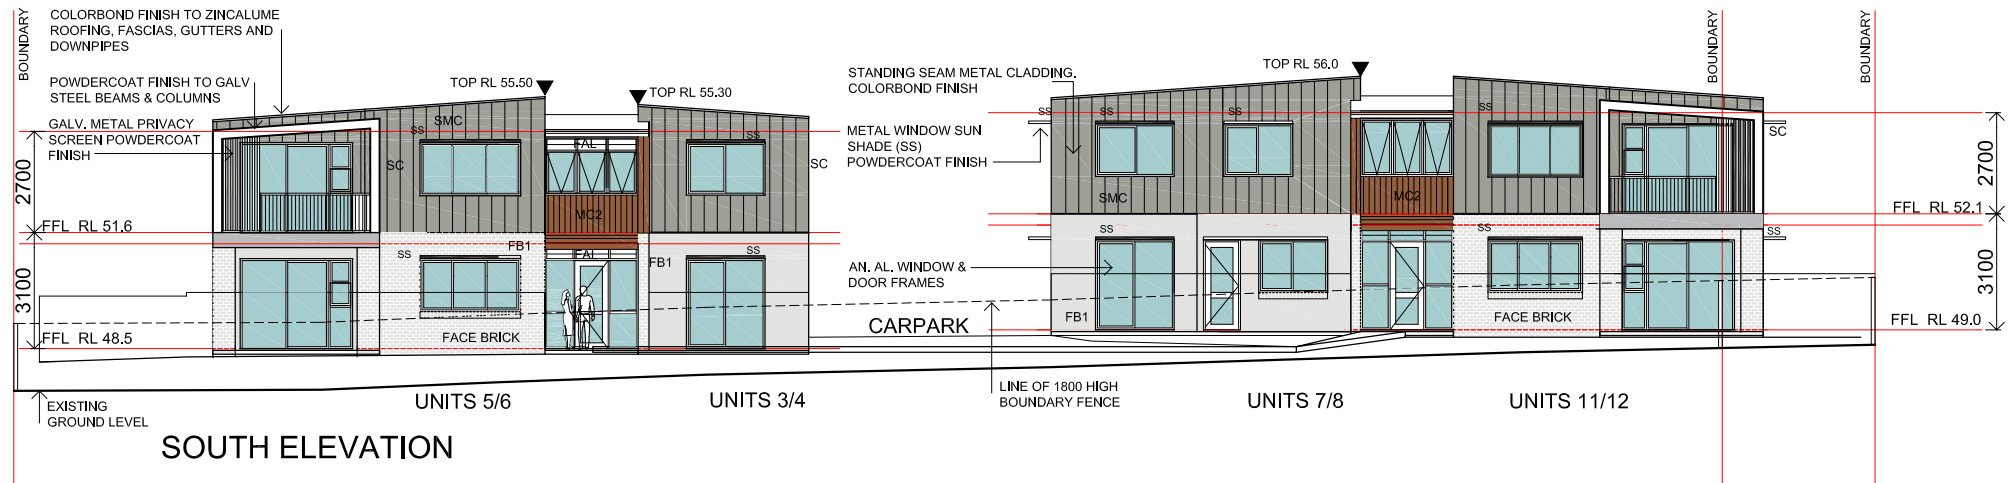 BOUNDARY
COLORBOND FINISH TO ZINCALUME
ROOFING, FASCIAS, GUTTERS AND
DOWNPIPES
POWDERCOAT FINISH TO GALV
STEEL BEAMS & COLUMNS
GALV. METAL PRIVACY
SCREEN POWDERCOAT
FINISH
TOP RL 55.50
TOP RL 55.30
SMC
SS
SC
FAL
SS
SC
MC2
2700
FFL RL 51.6
3100
FFL RL 48.5
SS
FB1
FAL
FB1
SS
FACE BRICK
EXISTING
GROUND LEVEL
UNITS 5/6
UNITS 3/4
SOUTH ELEVATION
STANDING SEAM METAL CLADDING.
COLORBOND FINISH
METAL WINDOW SUN
SHADE (SS)
POWDERCOAT FINISH
AN. AL. WINDOW &
DOOR FRAMES
CARPARK
LINE OF 1800 HIGH
BOUNDARY FENCE
TOP RL 56.0
SS
SS
SS
SS
SMC
MC2
SC
SS
SS
SS
FB1
FACE BRICK
UNITS 7/8
UNITS 11/12
BOUNDARY
BOUNDARY
2700
FFL RL 52.1
3100
FFL RL 49.0